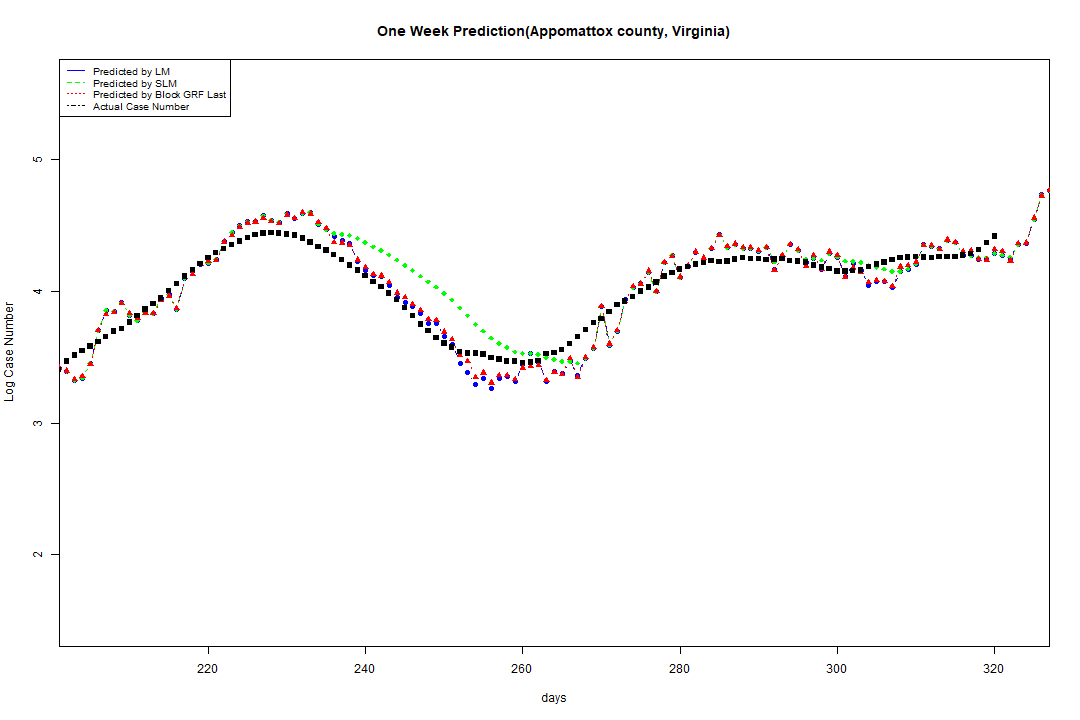 One Week Prediction(Appomattox county, Virginia)
Predicted by LM
Predicted by SLM
Predicted by Block GRF Last
Actual Case Number
5
4
3
2
Log Case Number
220 240 260 280 300 320
days